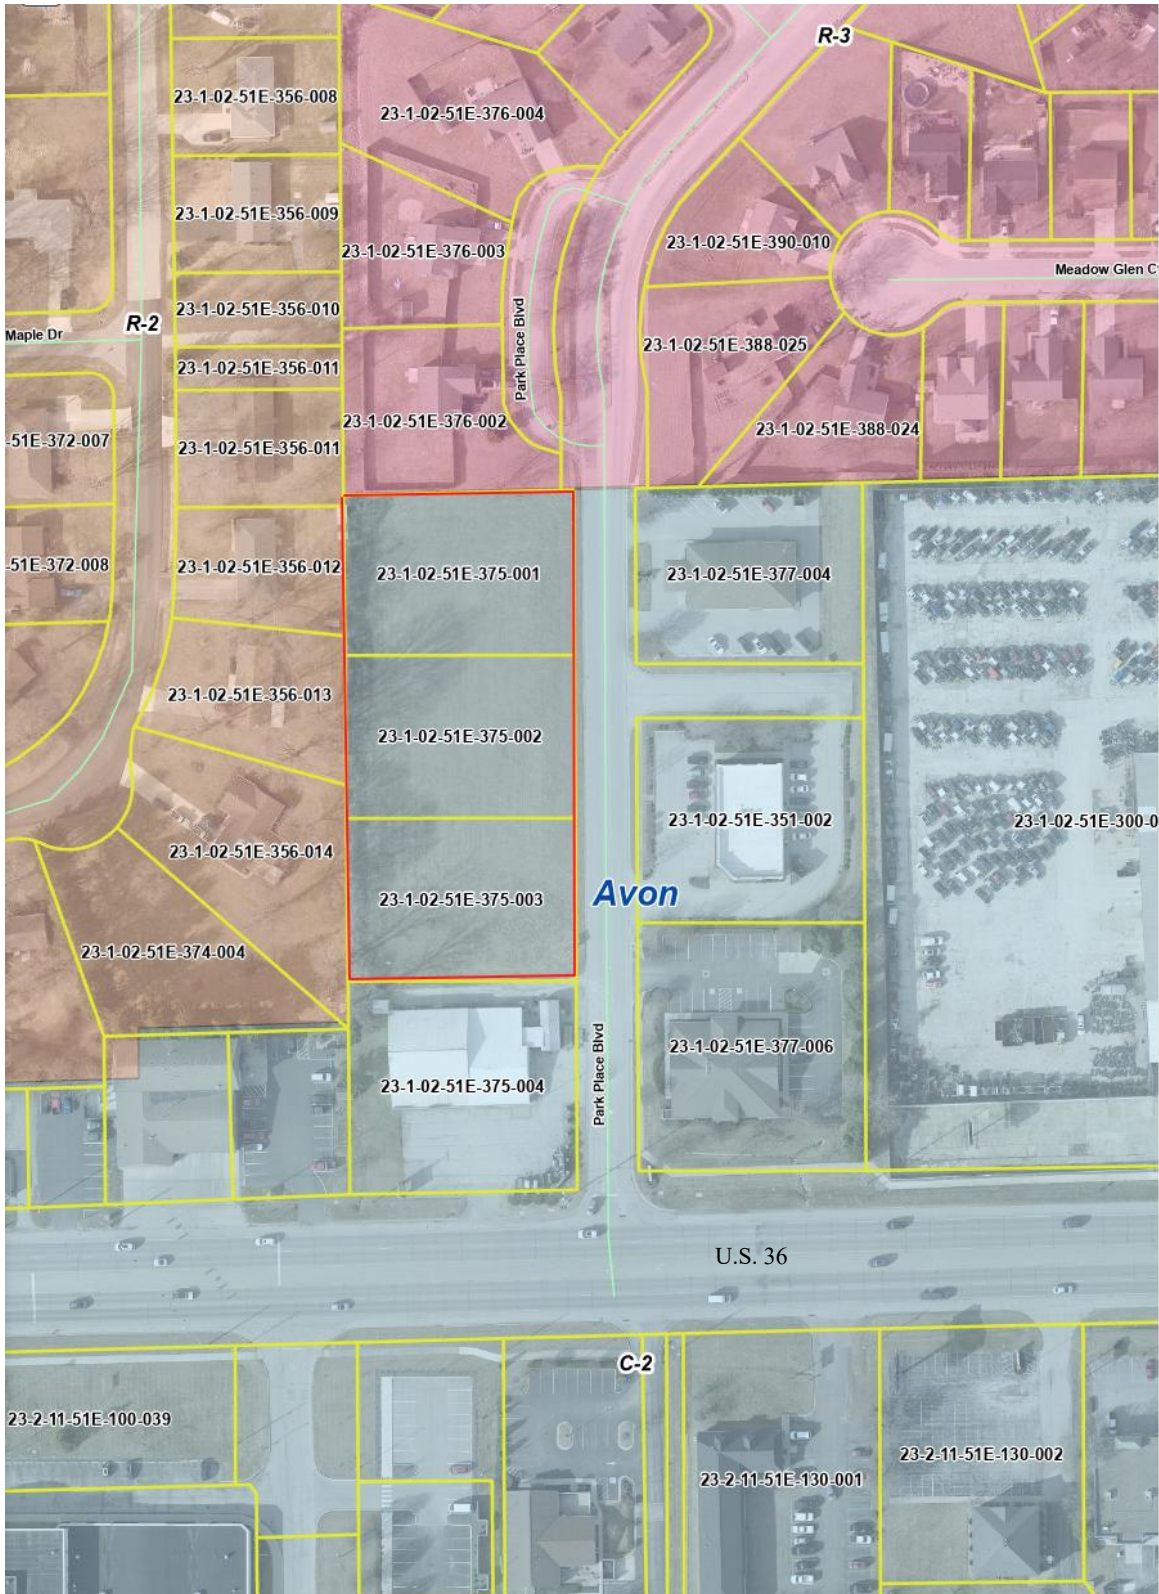 R-3
23-1-02-51E-356-008
23-1-02-51E-376-004
23-1-02-51E-356-009
23-1-02-51E-376-003
23-1-02-51E-390-010
Meadow Glen C
23-1-02-51E-356-010
Park Place Blvd
R-2
Maple Dr
23-1-02-51E-388-025
23-1-02-51E-356-011
23-1-02-51E-376-002
23-1-02-51E-388-024
-51E-372-007
23-1-02-51E-356-011
-51E-372-008
23-1-02-51E-356-012
23-1-02-51E-375-001
23-1-02-51E-377-004
23-1-02-51E-356-013
23-1-02-51E-375-002
23-1-02-51E-351-002
23-1-02-51E-300-0
23-1-02-51E-356-014
23-1-02-51E-375-003
Avon
23-1-02-51E-374-004
23-1-02-51E-377-006
Park Place Blvd
23-1-02-51E-375-004
U.S. 36
C-2
23-2-11-51E-100-039
23-2-11-51E-130-002
23-2-11-51E-130-001